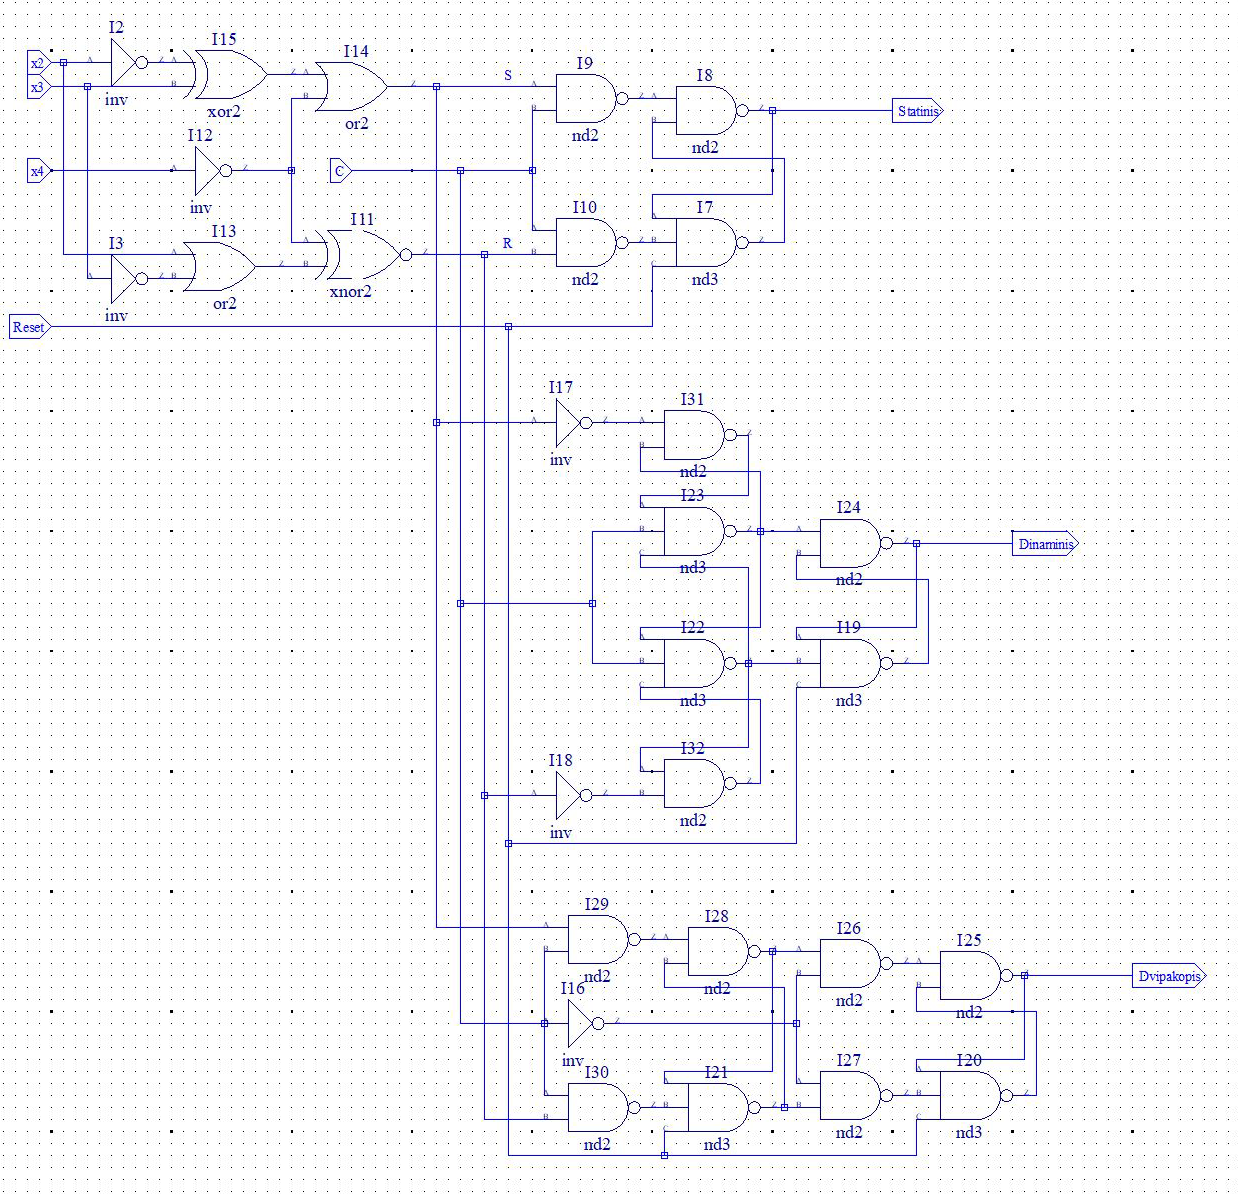 I2
I15
I14
x2
x3
inv
xor2
or2
S
I9
I8
nd2
nd2
Statinis
I12
x4
inv
C
I3
I13
I11
R
I10
I7
inv
or2
xnor2
nd2
nd3
Reset
I17
I31
inv
nd2
I23
I24
nd3
nd2
Dinaminis
I22
I19
nd3
nd3
I18
I32
inv
nd2
I29
I28
I26
I25
nd2
nd2
nd2
nd2
Dvipakopis
I16
inv
I30
I21
I27
I20
nd2
nd3
nd2
nd3